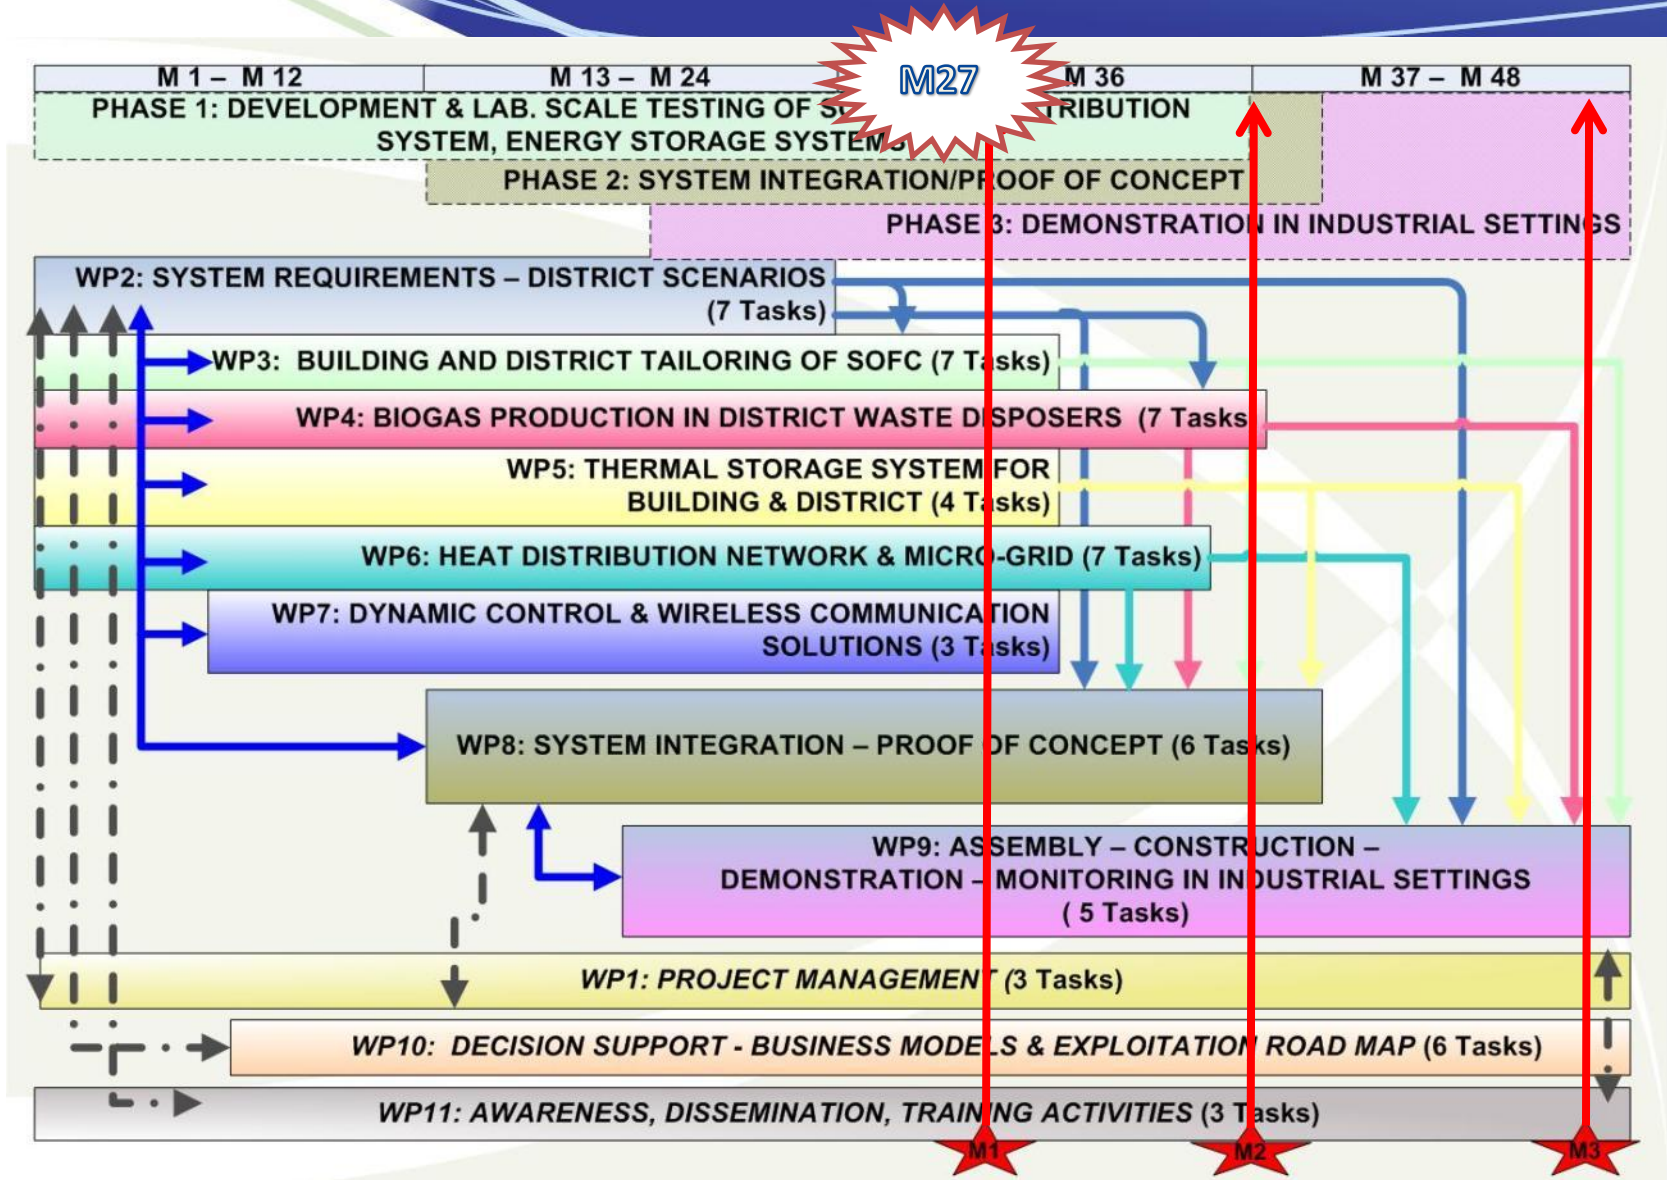 M 1 – M 12
M 13 – M 24
M27
M 36
M 37 – M 48
PHASE 1: DEVELOPMENT & LAB. SCALE TESTING OF
TRIBUTION
SYSTEM, ENERGY STORAGE SYSTEMS
PHASE 2: SYSTEM INTEGRATION/PROOF OF CONCEPT
PHASE 3: DEMONSTRATION IN INDUSTRIAL SETTINGS
WP2: SYSTEM REQUIREMENTS – DISTRICT SCENARIOS
(7 Tasks)
WP3: BUILDING AND DISTRICT TAILORING OF SOFC (7 Tasks)
WP4: BIOGAS PRODUCTION IN DISTRICT WASTE DISPOSERS (7 Tasks
WP5: THERMAL STORAGE SYSTEM FOR
BUILDING & DISTRICT (4 Tasks)
WP6: HEAT DISTRIBUTION NETWORK & MICRO-GRID (7 Tasks)
WP7: DYNAMIC CONTROL & WIRELESS COMMUNICATION
SOLUTIONS (3 Tasks)
WP8: SYSTEM INTEGRATION – PROOF OF CONCEPT (6 Tasks)
WP9: ASSEMBLY – CONSTRUCTION –
DEMONSTRATION – MONITORING IN INDUSTRIAL SETTINGS
( 5 Tasks)
WP1: PROJECT MANAGEMENT (3 Tasks)
WP10: DECISION SUPPORT - BUSINESS MODELS & EXPLOITATION ROAD MAP (6 Tasks)
WP11: AWARENESS, DISSEMINATION, TRAINING ACTIVITIES (3 Tasks)
M1
M2
M3